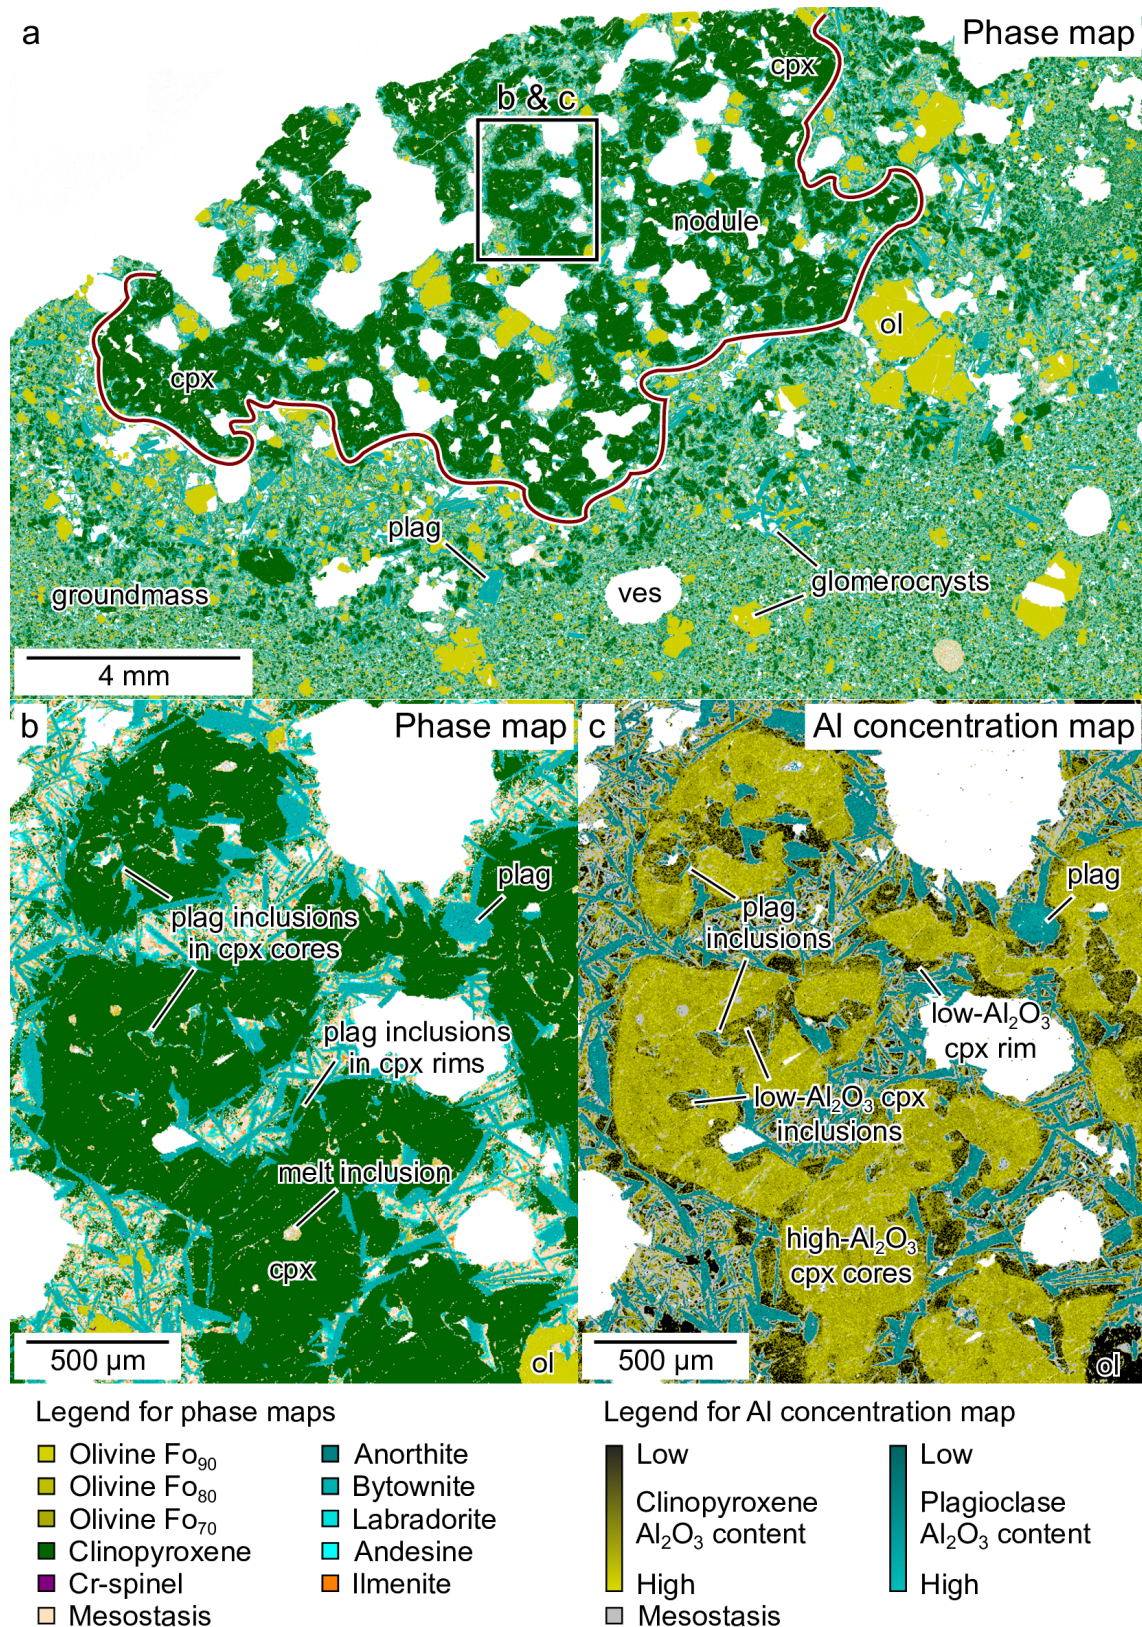 a
Phase map
cpx
b & c
nodule
ol
cpx
plag
glomerocrysts
groundmass
ves
4 mm
b
Phase map
plag
plag inclusions
in cpx cores
plag inclusions
in cpx rims
melt inclusion
cpx
500 µm
ol
c
Al concentration map
plag
plag
inclusions
low-Al₂O₃
cpx rim
low-Al₂O₃ cpx
inclusions
high-Al₂O₃
cpx cores
500 µm
ol
Legend for phase maps
Olivine Fo₉₀
Olivine Fo₈₀
Olivine Fo₇₀
Clinopyroxene
Cr-spinel
Mesostasis
Anorthite
Bytownite
Labradorite
Andesine
Ilmenite
Legend for Al concentration map
Low
Clinopyroxene
Al₂O₃ content
High
Mesostasis
Low
Plagioclase
Al₂O₃ content
High